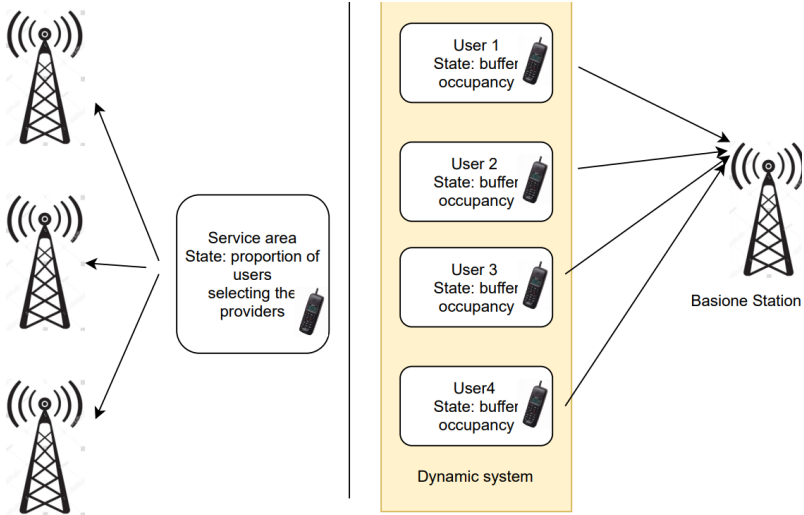 Service area
State: proportion of
users
selecting the
providers
User 1
State: buffer
occupancy
User 2
State: buffer
occupancy
User 3
State: buffer
occupancy
User4
State: buffer
occupancy
Dynamic system
Basione Station